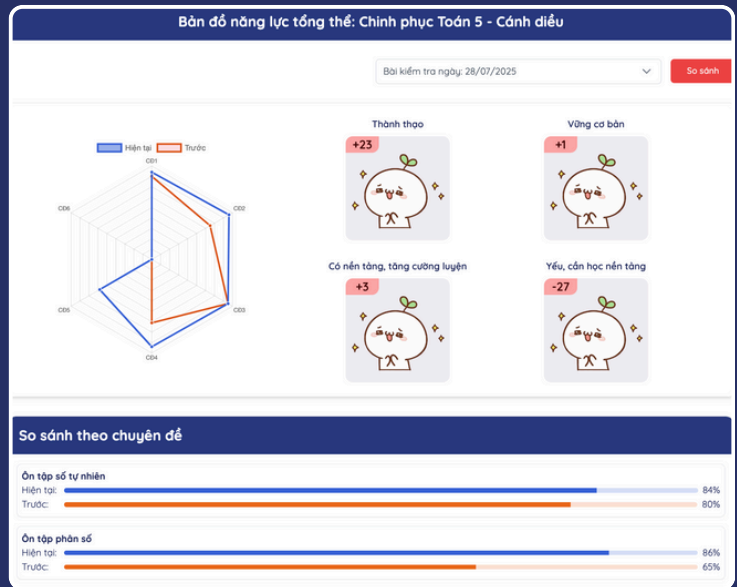 Bản đồ năng lực tổng thể: Chinh phục Toán 5 - Cánh diều
Bài kiểm tra ngày: 28/07/2025
So sánh
Hiện tại
Trước
CĐ1
CĐ2
CĐ3
CĐ4
CĐ5
CĐ6
Thành thạo
+23
Vững cơ bản
+1
Có nền tảng, tăng cường luyện
+3
Yếu, cần học nền tảng
-27
So sánh theo chuyên đề
Ôn tập số tự nhiên
Hiện tại: 84%
Trước: 80%
Ôn tập phân số
Hiện tại: 86%
Trước: 65%